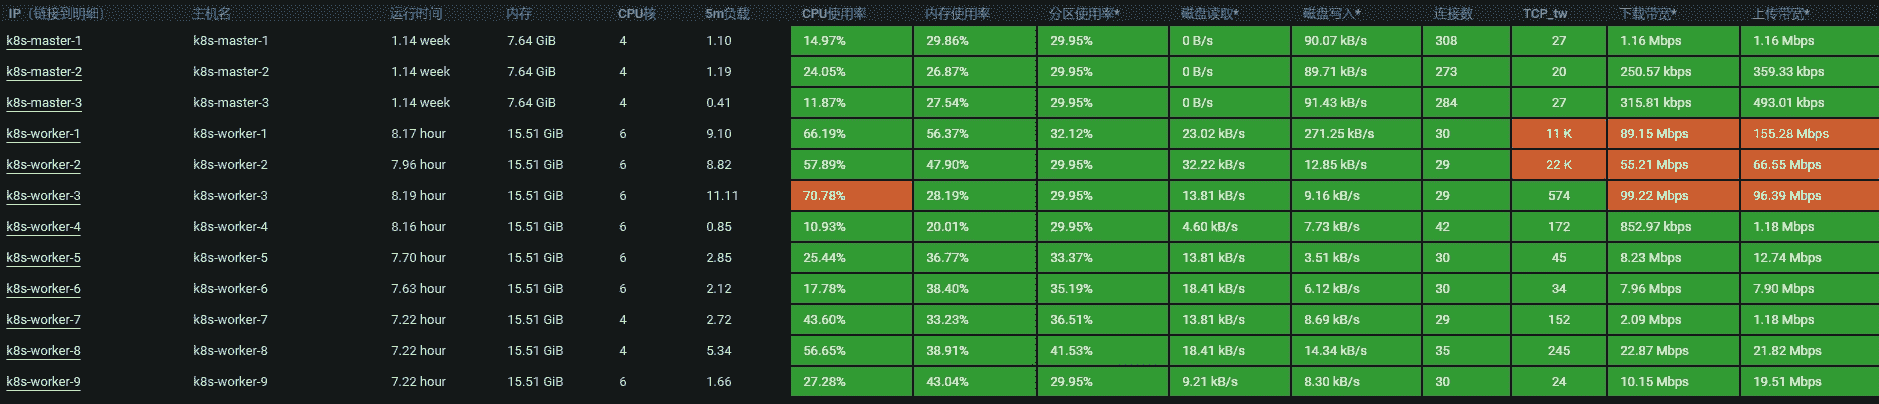 IP（链接到明细） 主机名 运行时间 内存 CPU核 5m负载 CPU使用率 内存使用率 分区使用率* 磁盘读取* 磁盘写入* 连接数 TCP_tw 下载带宽* 上传带宽*
k8s-master-1 k8s-master-1 1.14 week 7.64 GiB 4 1.10 14.97% 29.86% 29.95% 0 B/s 90.07 kB/s 308 27 1.16 Mbps 1.16 Mbps
k8s-master-2 k8s-master-2 1.14 week 7.64 GiB 4 1.19 24.05% 26.87% 29.95% 0 B/s 89.71 kB/s 273 20 250.57 kbps 359.33 kbps
k8s-master-3 k8s-master-3 1.14 week 7.64 GiB 4 0.41 11.87% 27.54% 29.95% 0 B/s 91.43 kB/s 284 27 315.81 kbps 493.01 kbps
k8s-worker-1 k8s-worker-1 8.17 hour 15.51 GiB 6 9.10 66.19% 56.37% 32.12% 23.02 kB/s 271.25 kB/s 30 11 K 89.15 Mbps 155.28 Mbps
k8s-worker-2 k8s-worker-2 7.96 hour 15.51 GiB 6 8.82 57.89% 47.90% 29.95% 32.22 kB/s 12.85 kB/s 29 22 K 55.21 Mbps 66.55 Mbps
k8s-worker-3 k8s-worker-3 8.19 hour 15.51 GiB 6 11.11 70.78% 28.19% 29.95% 13.81 kB/s 9.16 kB/s 29 574 99.22 Mbps 96.39 Mbps
k8s-worker-4 k8s-worker-4 8.16 hour 15.51 GiB 6 0.85 10.93% 20.01% 29.95% 4.60 kB/s 7.73 kB/s 42 172 852.97 kbps 1.18 Mbps
k8s-worker-5 k8s-worker-5 7.70 hour 15.51 GiB 6 2.85 25.44% 36.77% 33.37% 13.81 kB/s 3.51 kB/s 30 45 8.23 Mbps 12.74 Mbps
k8s-worker-6 k8s-worker-6 7.63 hour 15.51 GiB 6 2.12 17.78% 38.40% 35.19% 18.41 kB/s 6.12 kB/s 30 34 7.96 Mbps 7.90 Mbps
k8s-worker-7 k8s-worker-7 7.22 hour 15.51 GiB 4 2.72 43.60% 33.23% 36.51% 13.81 kB/s 8.69 kB/s 29 152 2.09 Mbps 1.18 Mbps
k8s-worker-8 k8s-worker-8 7.22 hour 15.51 GiB 4 5.34 56.65% 38.91% 41.53% 18.41 kB/s 14.34 kB/s 35 245 22.87 Mbps 21.82 Mbps
k8s-worker-9 k8s-worker-9 7.22 hour 15.51 GiB 6 1.66 27.28% 43.04% 29.95% 9.21 kB/s 8.30 kB/s 30 24 10.15 Mbps 19.51 Mbps